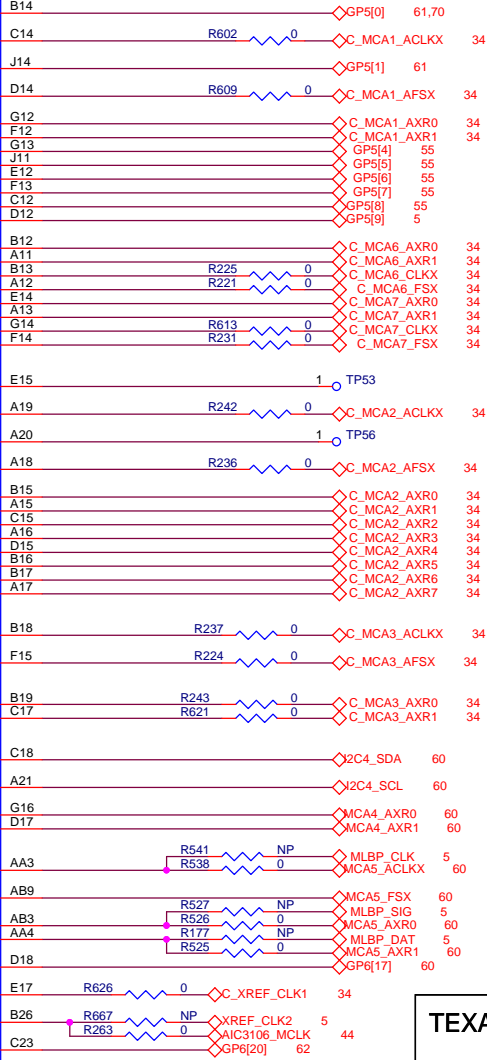 B14 GP5[0] 61,70
C14 R602 0 C_MCA1_ACLKX 34
J14 GP5[1] 61
D14 R609 0 C_MCA1_AFSX 34
G12 C_MCA1_AXR0 34
F12 C_MCA1_AXR1 34
G13 GP5[4] 55
J11 GP5[5] 55
E12 GP5[6] 55
F13 GP5[7] 55
C12 GP5[8] 55
D12 GP5[9] 5
B12 C_MCA6_AXR0 34
A11 C_MCA6_AXR1 34
B13 R225 0 C_MCA6_CLKX 34
A12 R221 0 C_MCA6_FSX 34
E14 C_MCA7_AXR0 34
A13 C_MCA7_AXR1 34
G14 R613 0 C_MCA7_CLKX 34
F14 R231 0 C_MCA7_FSX 34
E15 1 TP53
A19 R242 0 C_MCA2_ACLKX 34
A20 1 TP56
A18 R236 0 C_MCA2_AFSX 34
B15 C_MCA2_AXR0 34
A15 C_MCA2_AXR1 34
C15 C_MCA2_AXR2 34
A16 C_MCA2_AXR3 34
D15 C_MCA2_AXR4 34
B16 C_MCA2_AXR5 34
B17 C_MCA2_AXR6 34
A17 C_MCA2_AXR7 34
B18 R237 0 C_MCA3_ACLKX 34
F15 R224 0 C_MCA3_AFSX 34
B19 R243 0 C_MCA3_AXR0 34
C17 R621 0 C_MCA3_AXR1 34
C18 I2C4_SDA 60
A21 I2C4_SCL 60
G16 MCA4_AXR0 60
D17 MCA4_AXR1 60
R541 NP MLBP_CLK 5
AA3 R538 0 MCA5_ACLKX 60
AB9 MCA5_FSX 60
R527 NP MLBP_SIG 5
AB3 R526 0 MCA5_AXR0 60
AA4 R177 NP MLBP_DAT 5
R525 0 MCA5_AXR1 60
D18 GP6[17] 60
E17 R626 0 C_XREF_CLK1 34
B26 R667 NP XREF_CLK2 5
R263 0 AIC3106_MCLK 44
C23 GP6[20] 62
TEXA